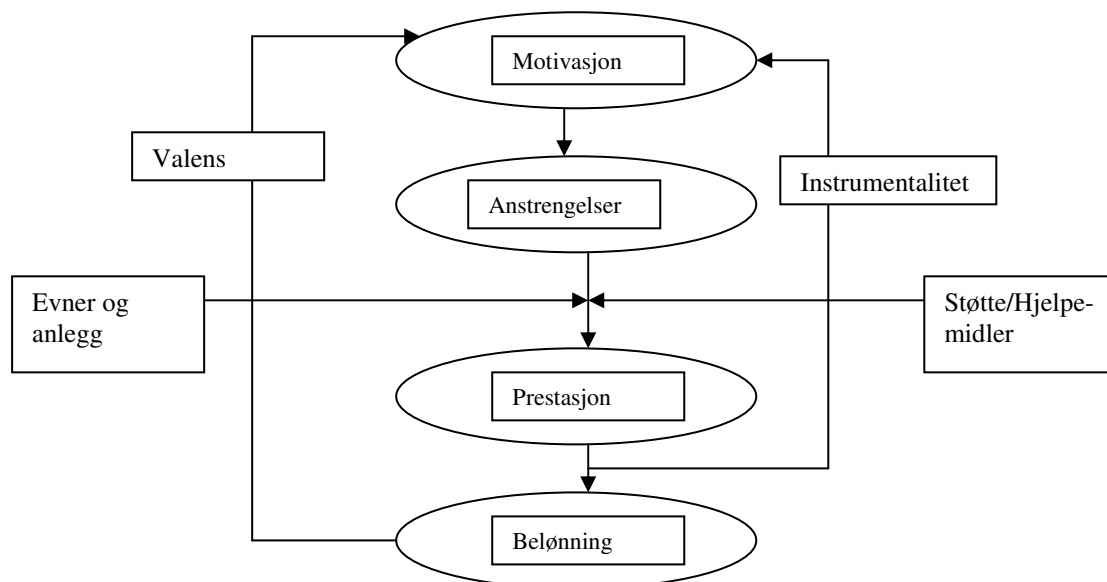 Motivasjon
Valens
Instrumentalitet
Anstrengelser
Evner og
anlegg
Støtte/Hjelpe-
midler
Prestasjon
Belønning